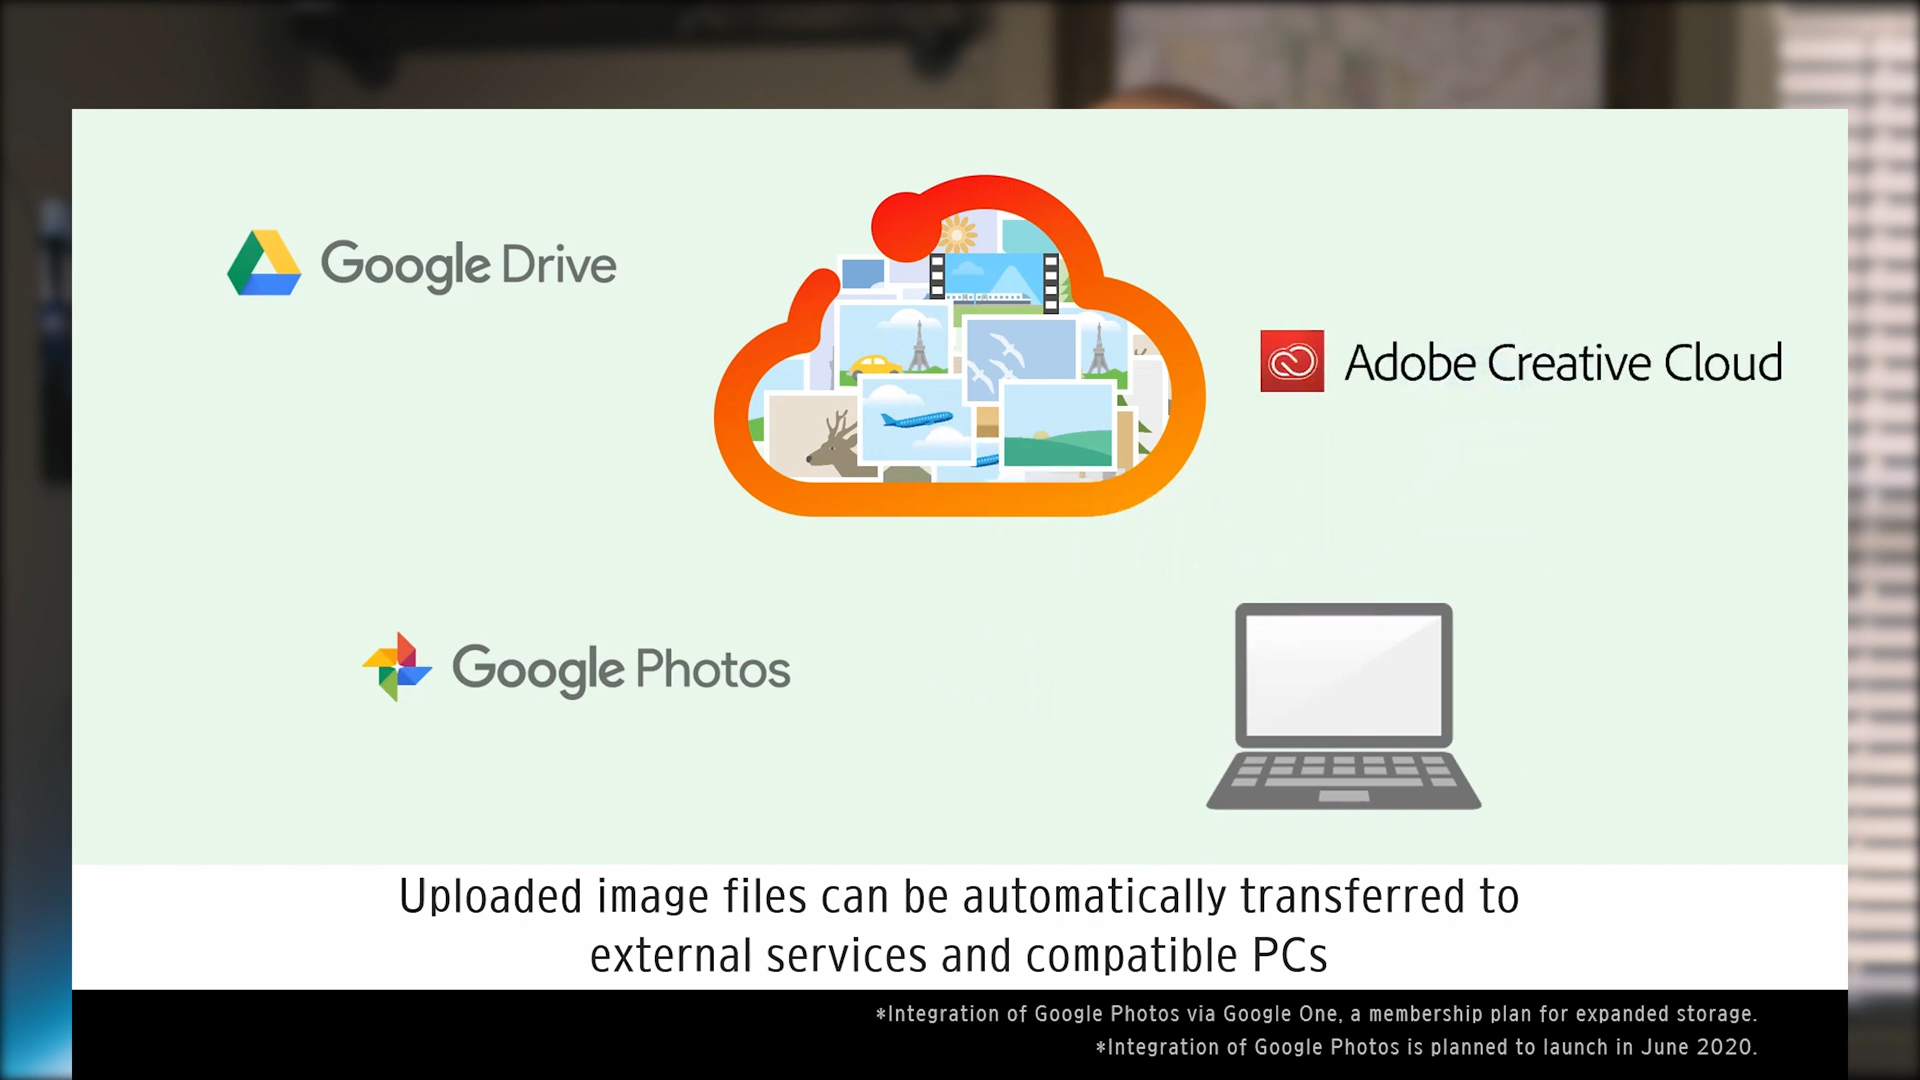 Google Drive
Adobe Creative Cloud
Google Photos
Uploaded image files can be automatically transferred to
external services and compatible PCs
*Integration of Google Photos via Google One, a membership plan for expanded storage.
*Integration of Google Photos is planned to launch in June 2020.